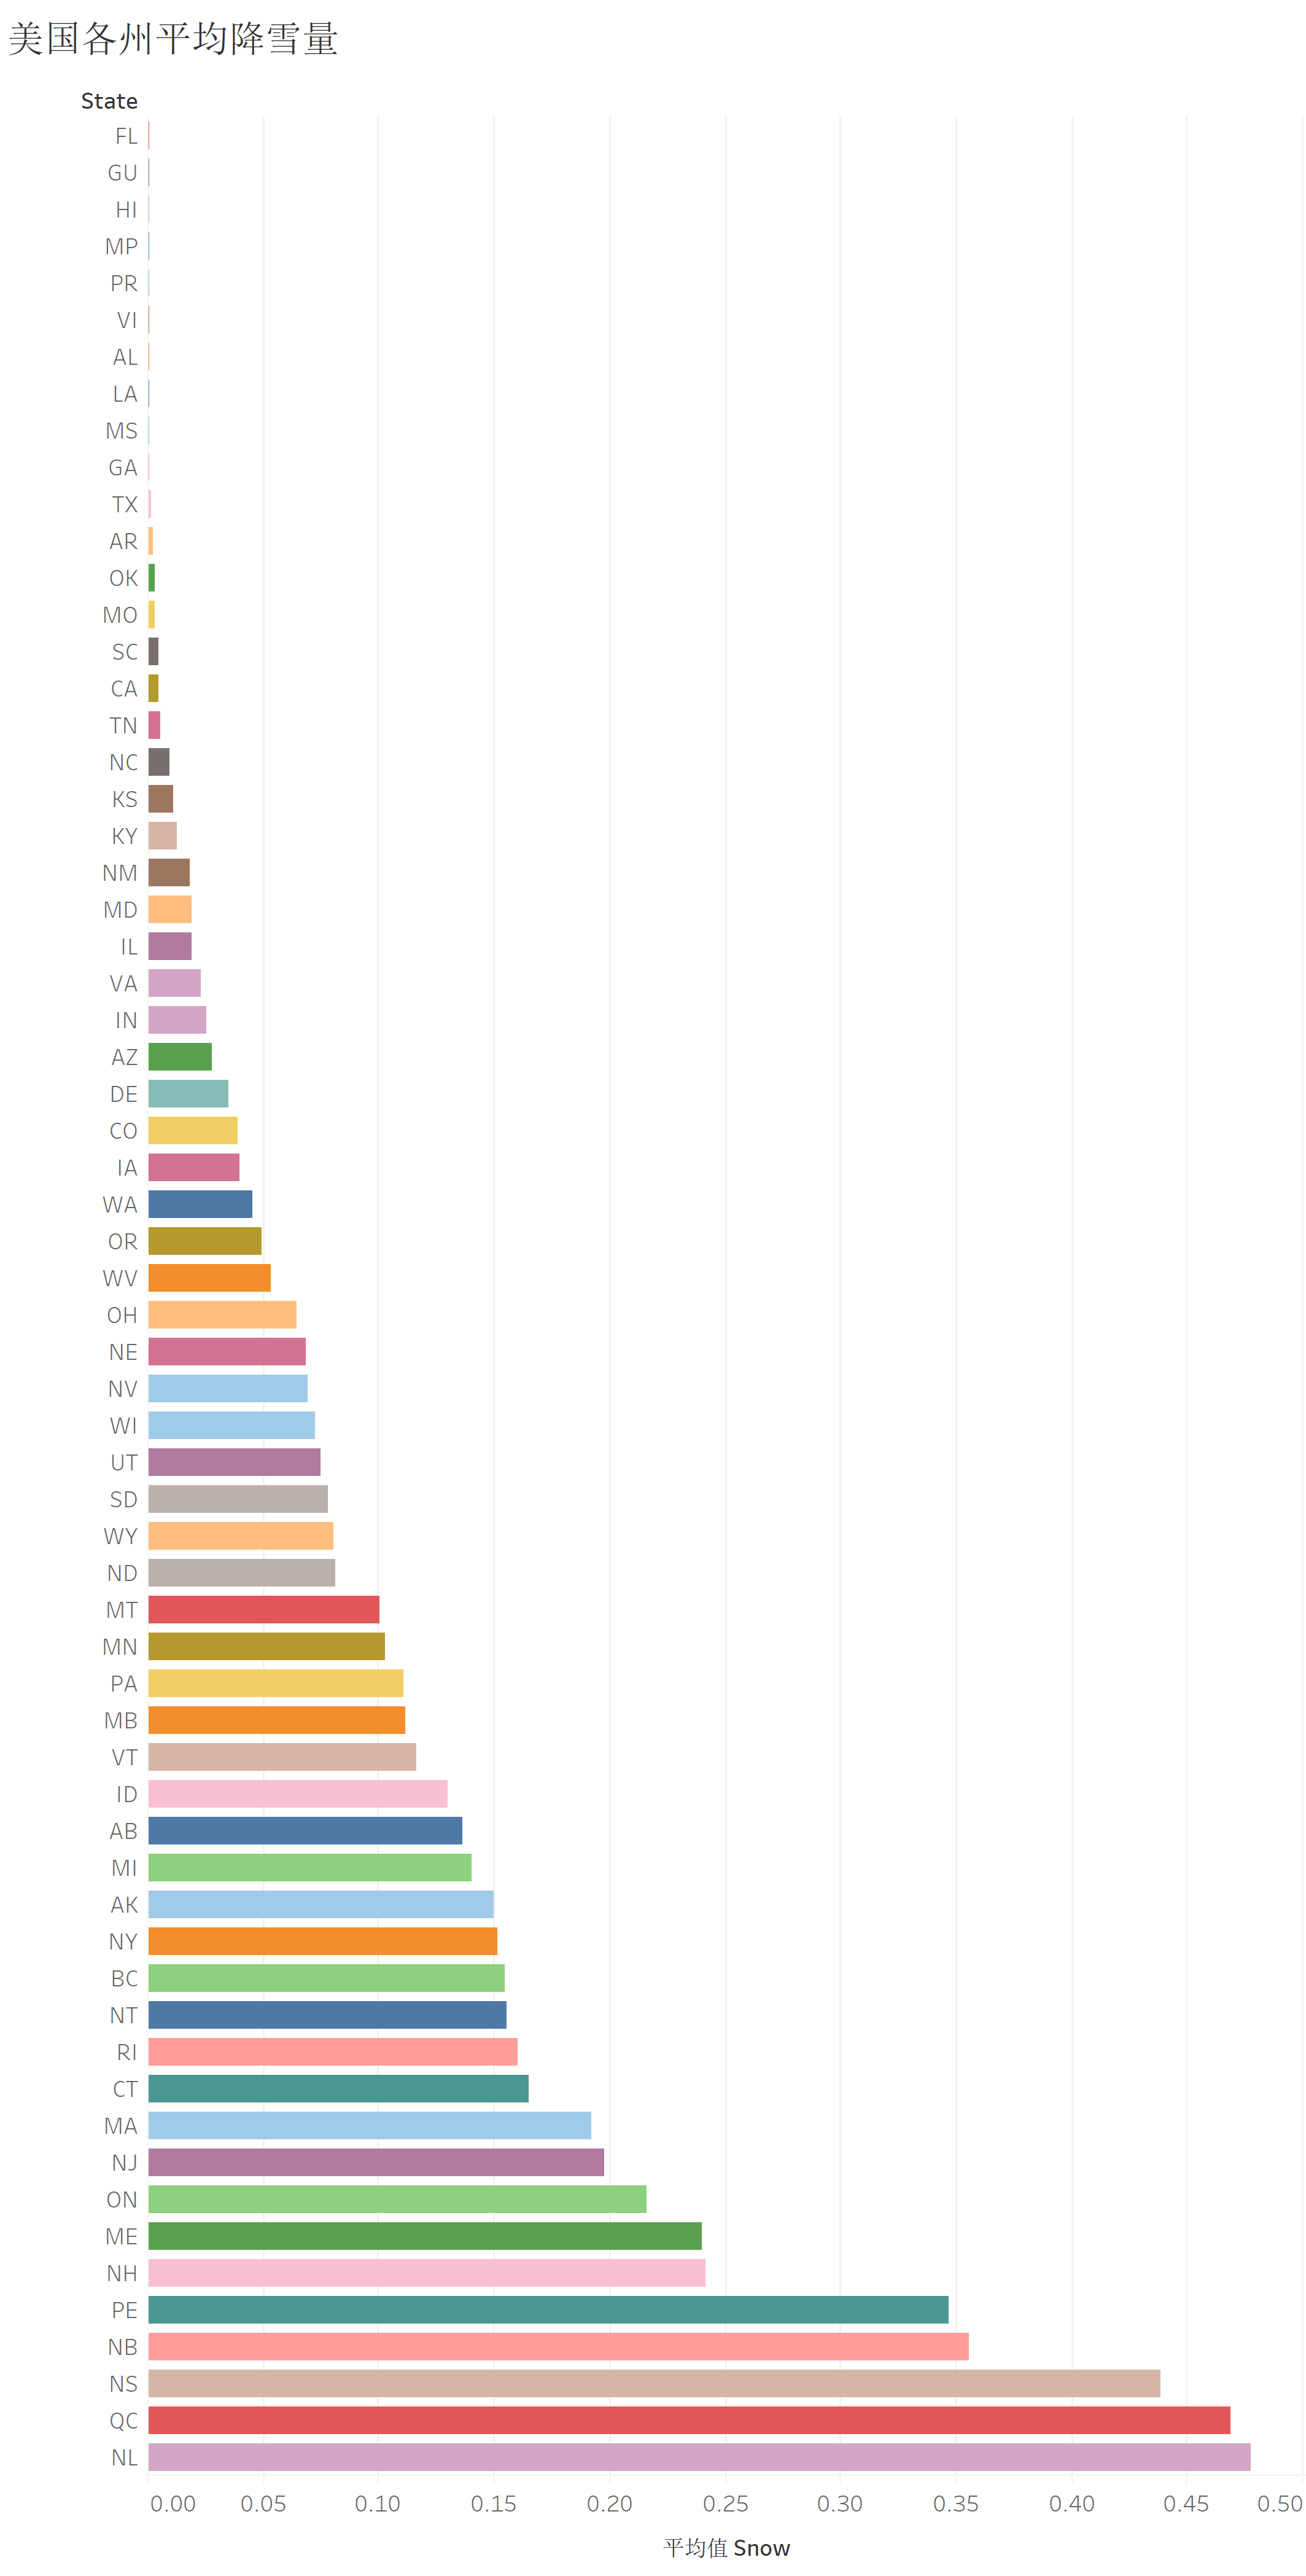 美国各州平均降雪量
State
FL
GU
HI
MP
PR
VI
AL
LA
MS
GA
TX
AR
OK
MO
SC
CA
TN
NC
KS
KY
NM
MD
IL
VA
IN
AZ
DE
CO
IA
WA
OR
WV
OH
NE
NV
WI
UT
SD
WY
ND
MT
MN
PA
MB
VT
ID
AB
MI
AK
NY
BC
NT
RI
CT
MA
NJ
ON
ME
NH
PE
NB
NS
QC
NL
0.00 0.05 0.10 0.15 0.20 0.25 0.30 0.35 0.40 0.45 0.50
平均值 Snow